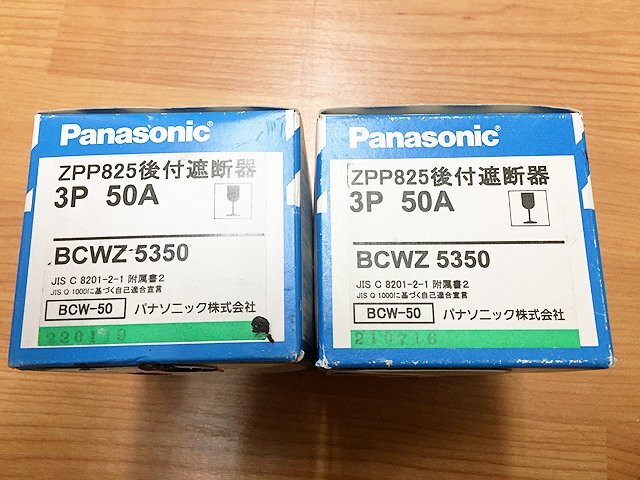 Panasonic
ZPP825後付遮断器
3P 50A
BCWZ 5350
JIS C 8201-2-1 附属書2
JIS Q 1000に基づく自己適合宣言
BCW-50 パナソニック株式会社
Panasonic
ZPP825後付遮断器
3P 50A
BCWZ 5350
JIS C 8201-2-1 附属書2
JIS Q 1000に基づく自己適合宣言
BCW-50 パナソニック株式会社
210716